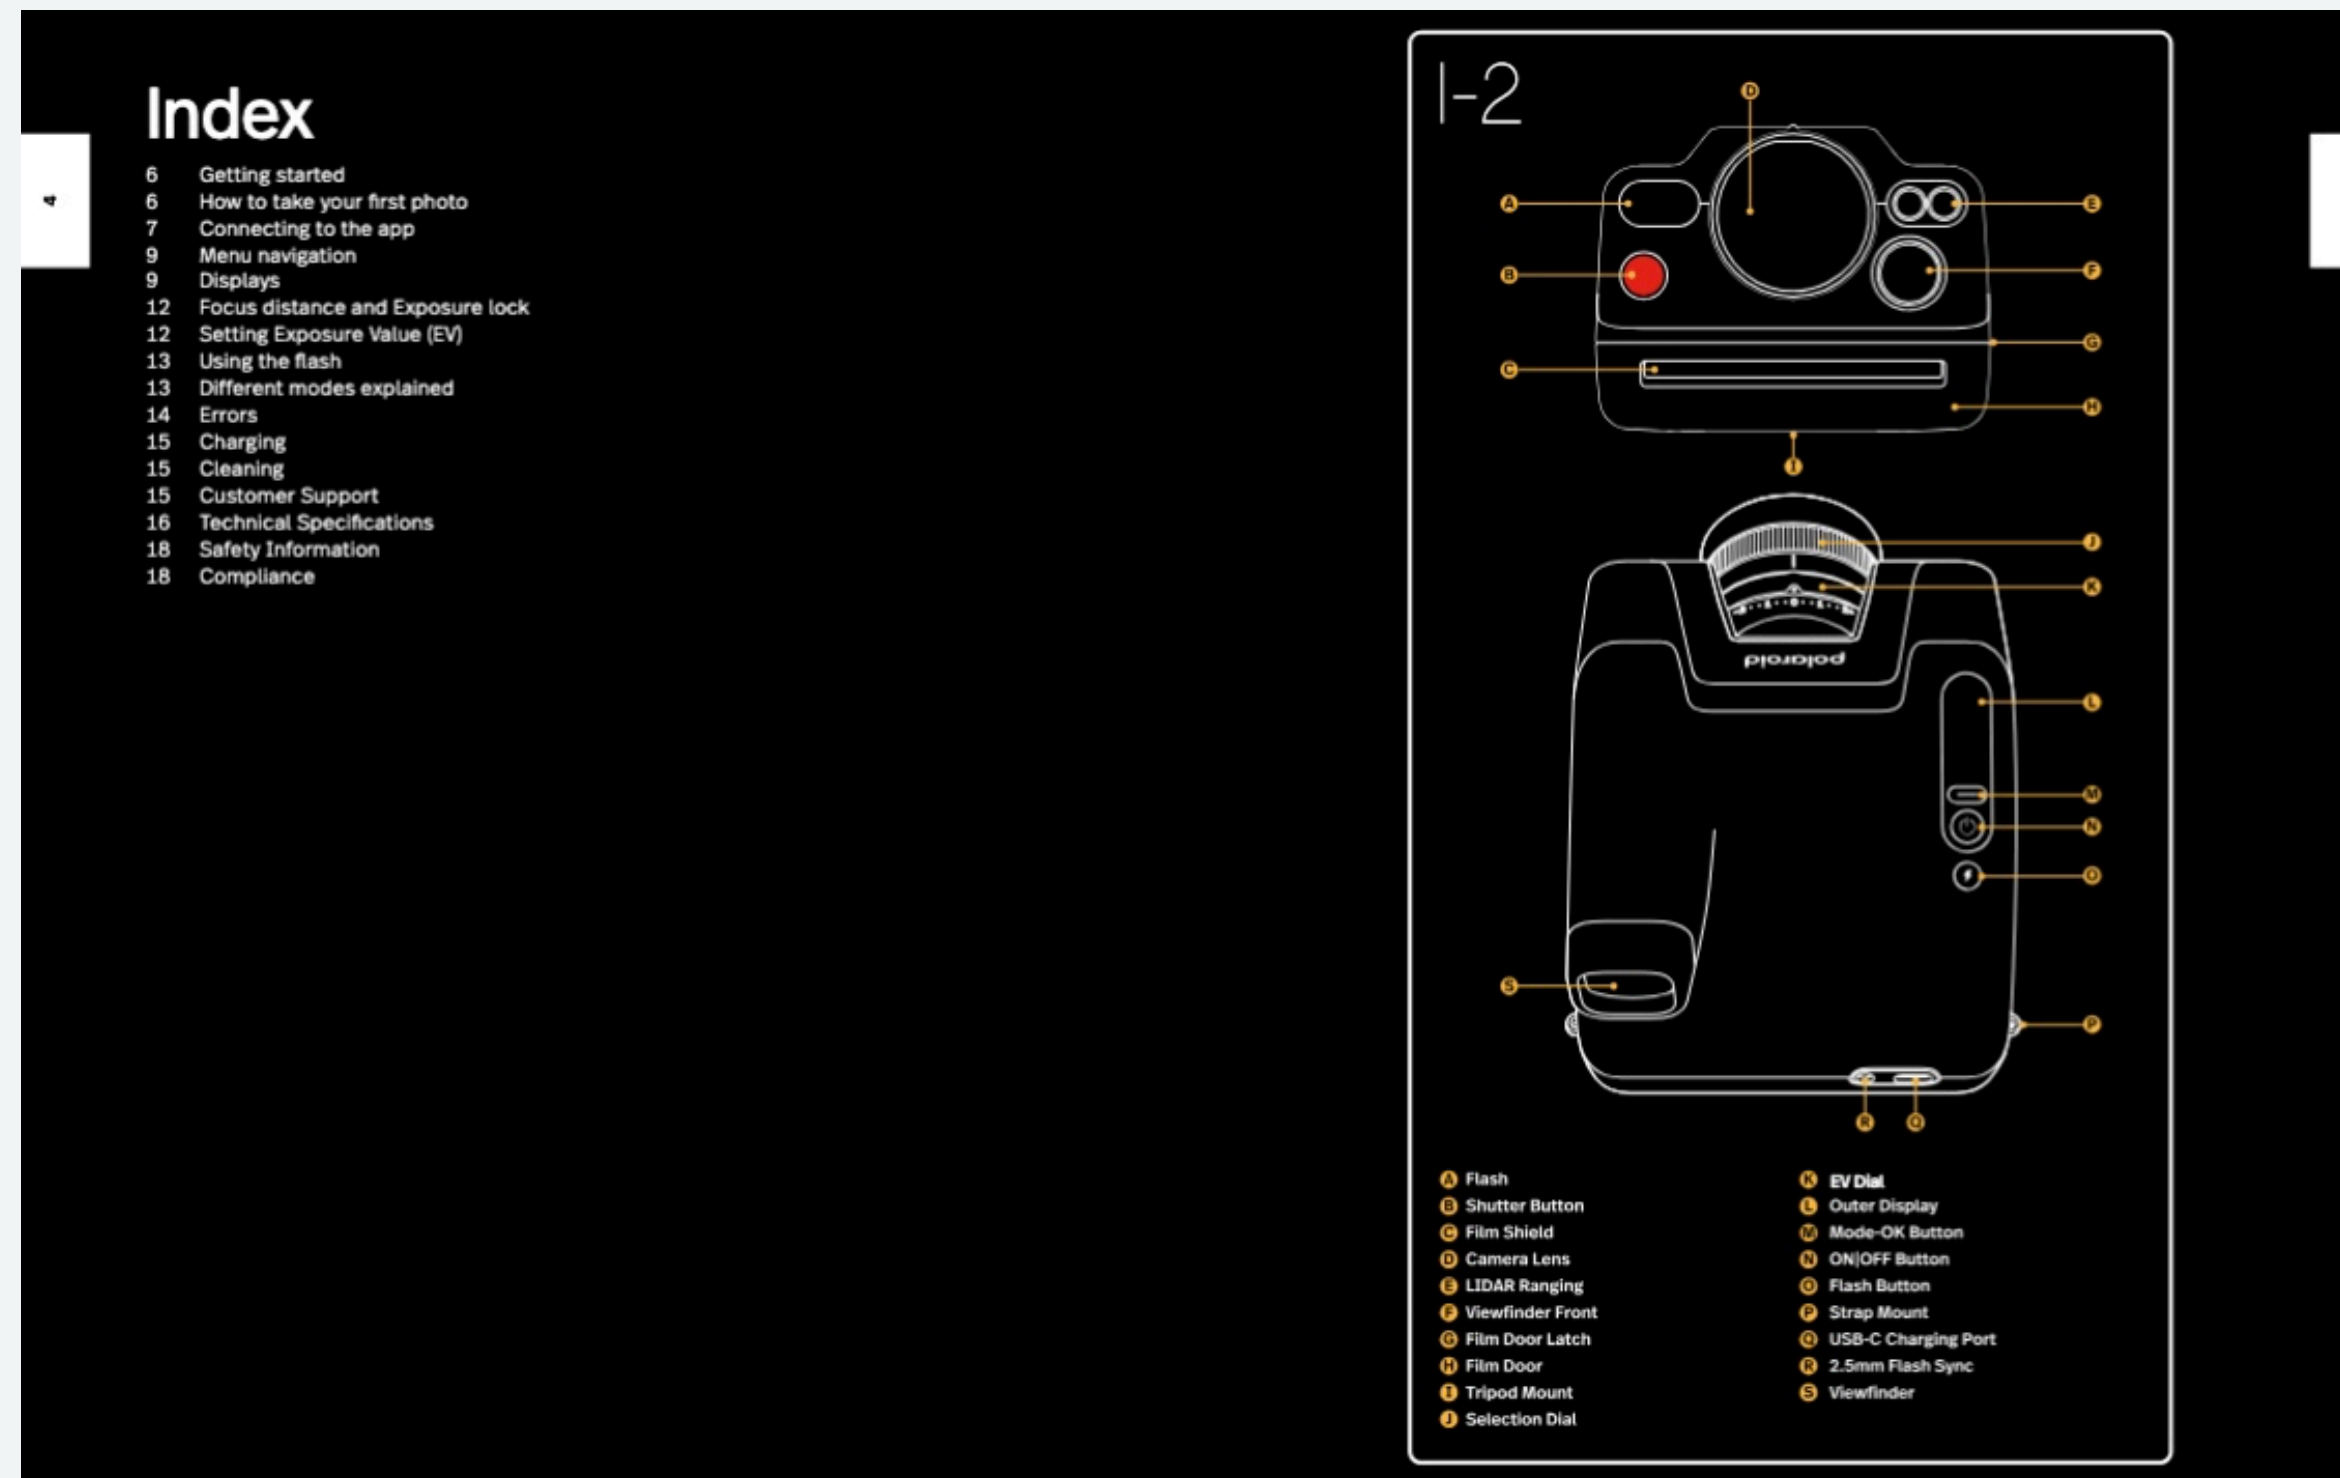 4
Index
6 Getting started
6 How to take your first photo
7 Connecting to the app
9 Menu navigation
9 Displays
12 Focus distance and Exposure lock
12 Setting Exposure Value (EV)
13 Using the flash
13 Different modes explained
14 Errors
15 Charging
15 Cleaning
15 Customer Support
16 Technical Specifications
18 Safety Information
18 Compliance
I-2
D
A
E
B
F
G
C
H
I
J
K
polaroid
L
M
N
O
S
P
R Q
A Flash
B Shutter Button
C Film Shield
D Camera Lens
E LIDAR Ranging
F Viewfinder Front
G Film Door Latch
H Film Door
I Tripod Mount
J Selection Dial
K EV Dial
L Outer Display
M Mode-OK Button
N ON|OFF Button
O Flash Button
P Strap Mount
Q USB-C Charging Port
R 2.5mm Flash Sync
S Viewfinder